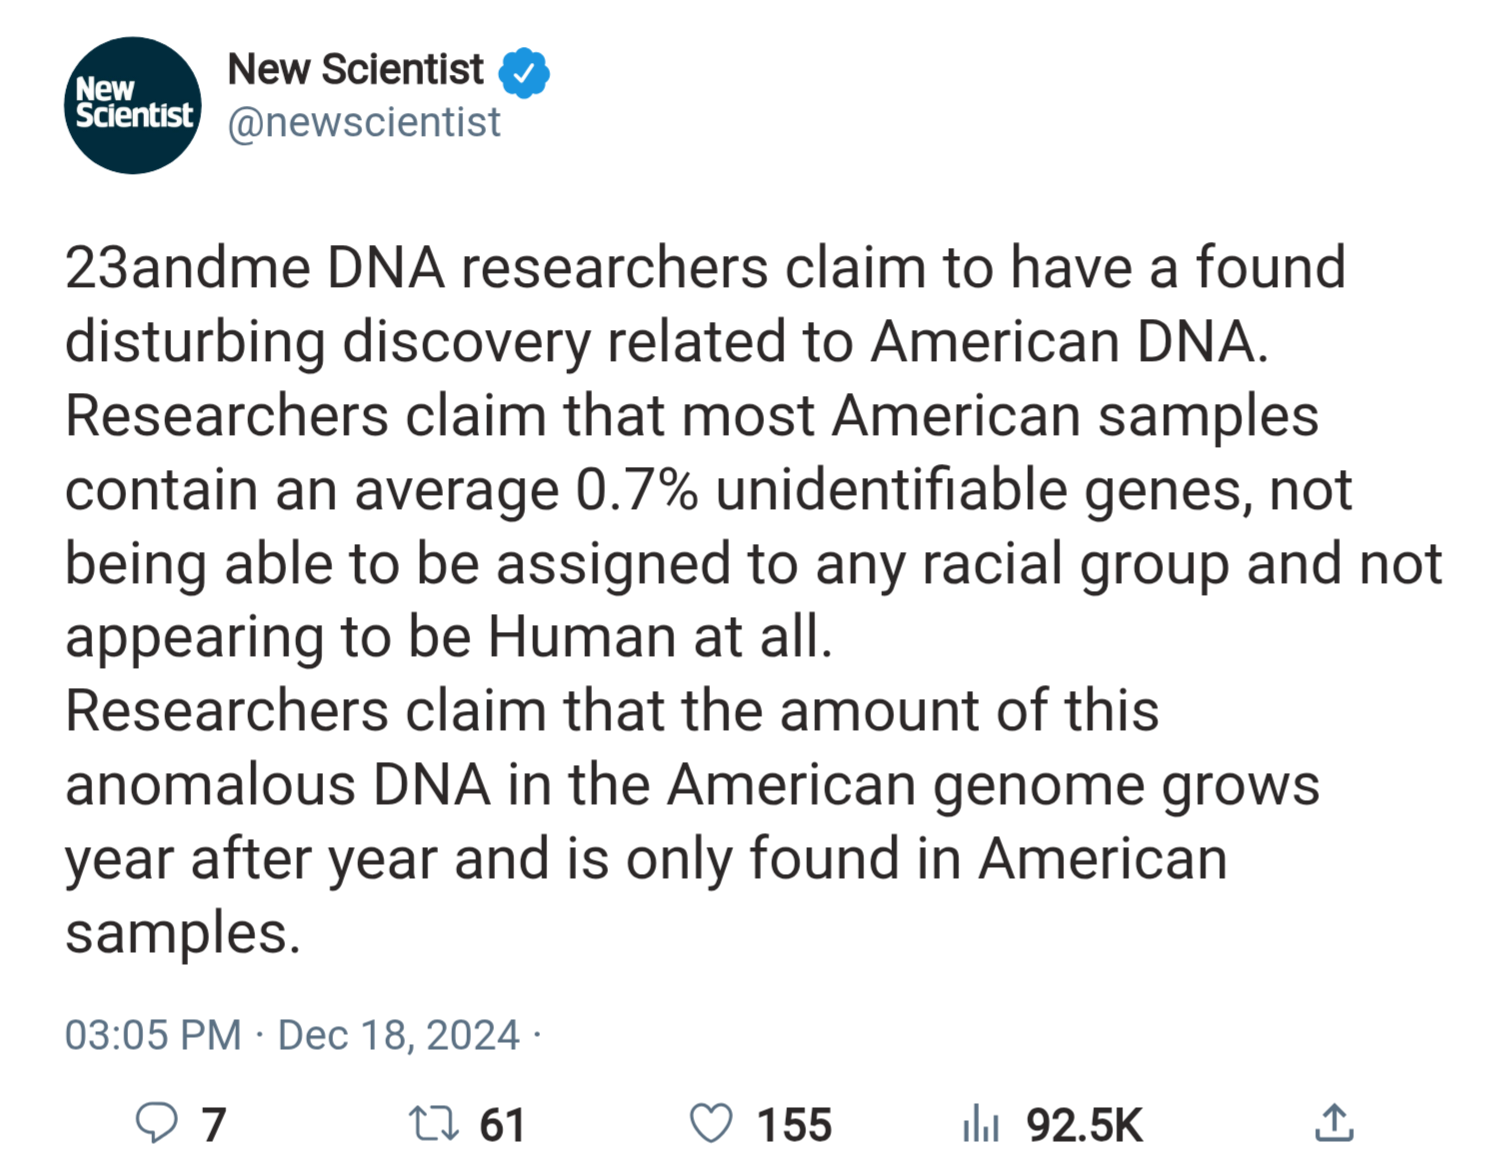 New
Scientist
New Scientist
@newscientist
23andme DNA researchers claim to have a found
disturbing discovery related to American DNA.
Researchers claim that most American samples
contain an average 0.7% unidentifiable genes, not
being able to be assigned to any racial group and not
appearing to be Human at all.
Researchers claim that the amount of this
anomalous DNA in the American genome grows
year after year and is only found in American
samples.
03:05 PM · Dec 18, 2024 ·
7 61 155 92.5K